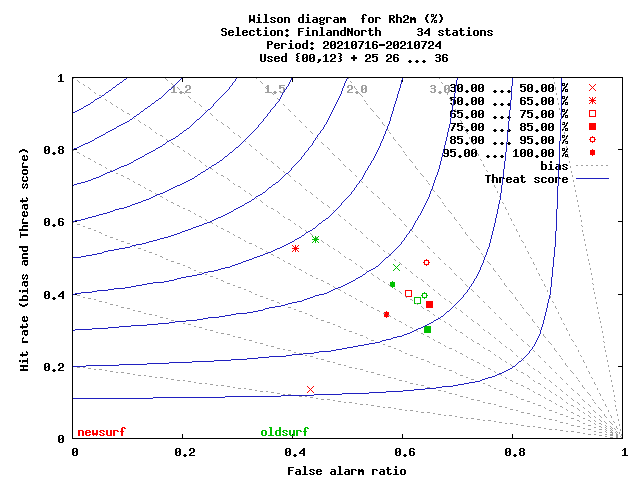 Wilson diagram for Rh2m (%)
Selection: FinlandNorth 34 stations
Period: 20210716-20210724
Used {00,12} + 25 26 ... 36
1.2 1.5 2.0 3.0
30.00 ... 50.00 %
50.00 ... 65.00 %
65.00 ... 75.00 %
75.00 ... 85.00 %
85.00 ... 95.00 %
95.00 ... 100.00 %
bias
Threat score
1
0.8
0.6
0.4
0.2
0
Hit rate (bias and Threat score)
newsurf oldsurf
0 0.2 0.4 0.6 0.8 1
False alarm ratio